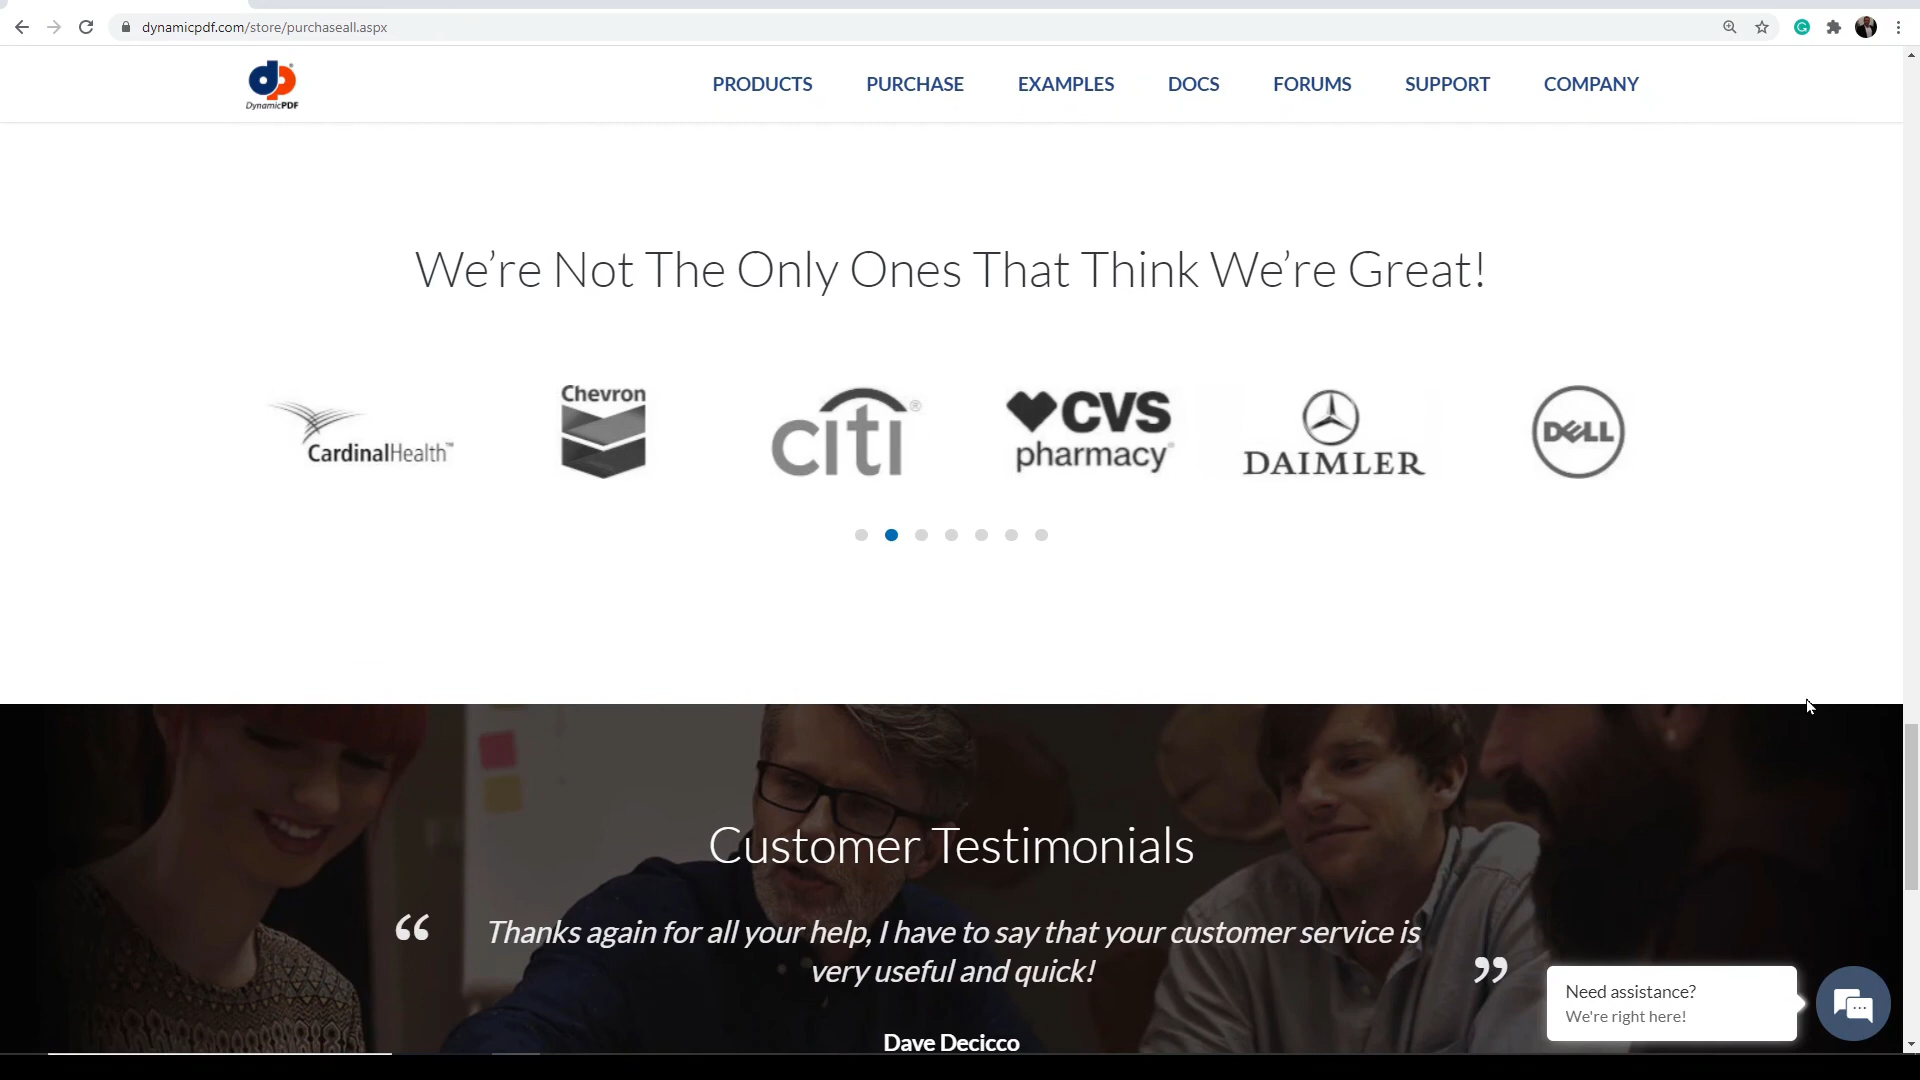 dynamicpdf.com/store/purchaseall.aspx
dp
DynamicPDF
PRODUCTS PURCHASE EXAMPLES DOCS FORUMS SUPPORT COMPANY
We’re Not The Only Ones That Think We’re Great!
CardinalHealth™
Chevron
citi®
CVS
pharmacy®
DAIMLER
DELL
Customer Testimonials
“ Thanks again for all your help, I have to say that your customer service is
very useful and quick! ”
Dave Decicco
Need assistance?
We're right here!